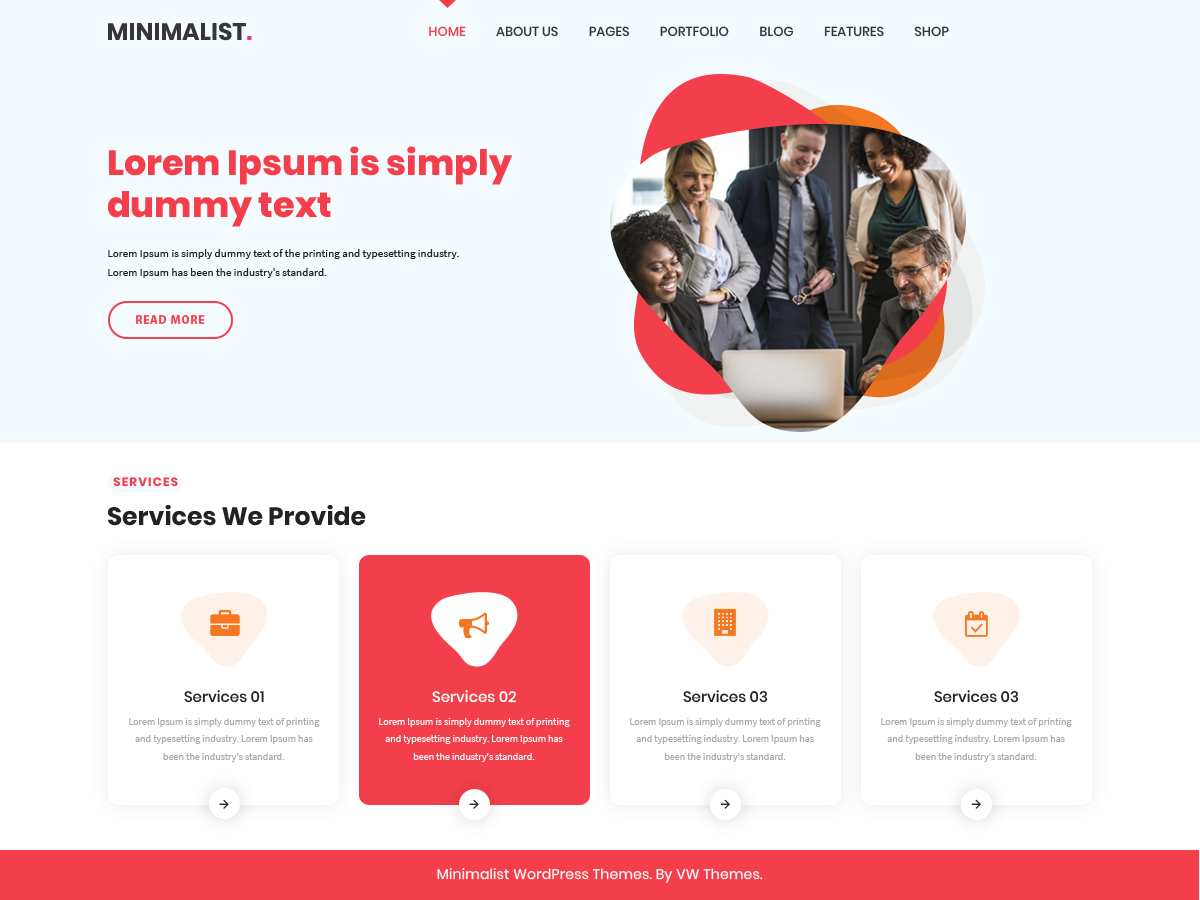 MINIMALIST.
HOME ABOUT US PAGES PORTFOLIO BLOG FEATURES SHOP
Lorem Ipsum is simply
dummy text
Lorem Ipsum is simply dummy text of the printing and typesetting industry.
Lorem Ipsum has been the industry's standard.
READ MORE
SERVICES
Services We Provide
Services 01
Lorem Ipsum is simply dummy text of printing
and typesetting industry. Lorem Ipsum has
been the industry's standard.
Services 02
Lorem Ipsum is simply dummy text of printing
and typesetting industry. Lorem Ipsum has
been the industry's standard.
Services 03
Lorem Ipsum is simply dummy text of printing
and typesetting industry. Lorem Ipsum has
been the industry's standard.
Services 03
Lorem Ipsum is simply dummy text of printing
and typesetting industry. Lorem Ipsum has
been the industry's standard.
Minimalist WordPress Themes. By VW Themes.